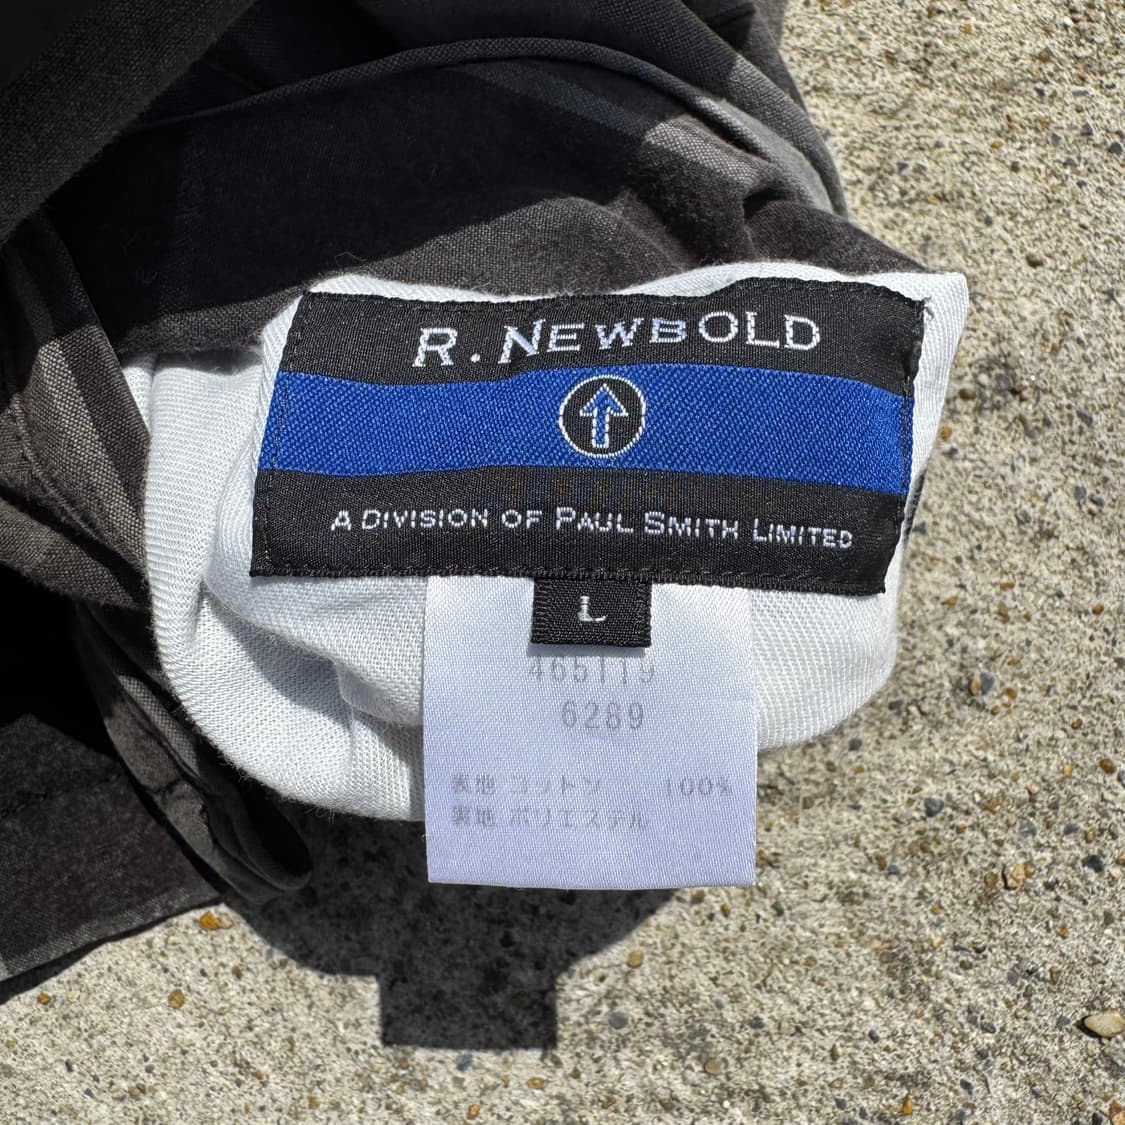 R. NEWBOLD
A DIVISION OF PAUL SMITH LIMITED
L
465119
6289
表地 コットン 100%
裏地 ポリエステル